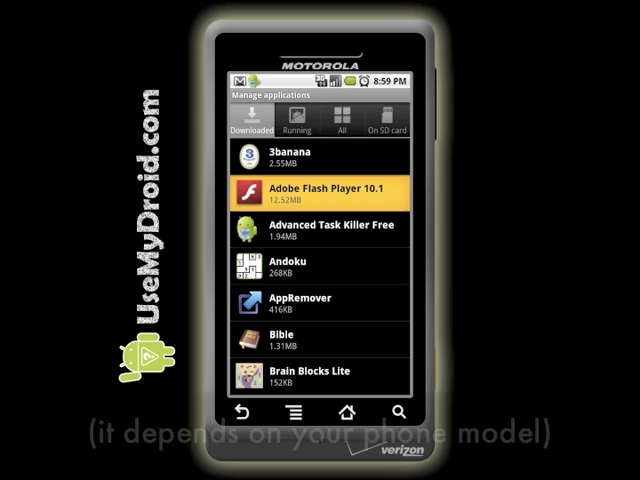 MOTOROLA
3G
8:59 PM
Manage applications
Downloaded
Running
All
On SD card
3
3banana
2.55MB
Adobe Flash Player 10.1
12.52MB
Advanced Task Killer Free
1.94MB
Andoku
268KB
AppRemover
416KB
Bible
1.31MB
Brain Blocks Lite
152KB
UseMyDroid.com
?
(it depends on your phone model)
verizon